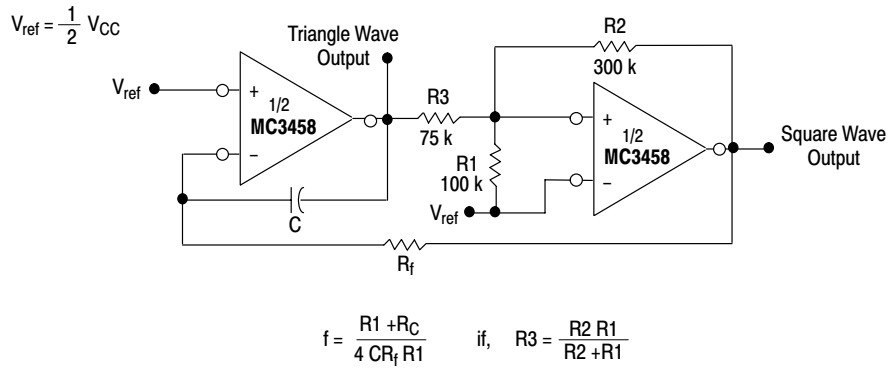 V_ref = 1/2 V_CC
Triangle Wave
Output
R2
300 k
V_ref
+
1/2
MC3458
−
R3
75 k
+
1/2
MC3458
−
Square Wave
Output
R1
100 k
V_ref
C
R_f
f = (R1 +R_C)/(4 CR_f R1) if, R3 = (R2 R1)/(R2 +R1)